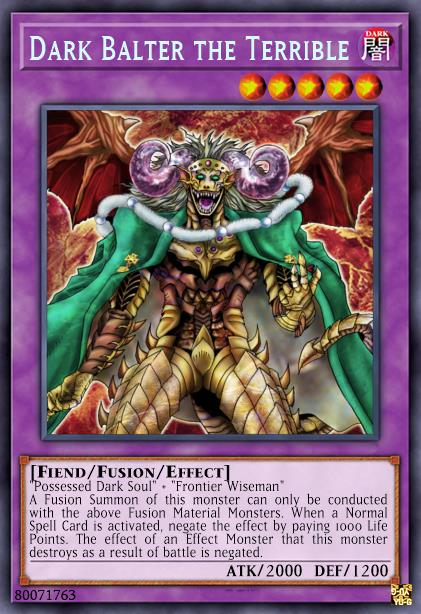 DARK BALTER THE TERRIBLE
DARK
闇
[FIEND/FUSION/EFFECT]
"Possessed Dark Soul" + "Frontier Wiseman"
A Fusion Summon of this monster can only be conducted
with the above Fusion Material Monsters. When a Normal
Spell Card is activated, negate the effect by paying 1000 Life
Points. The effect of an Effect Monster that this monster
destroys as a result of battle is negated.
ATK/2000 DEF/1200
80071763